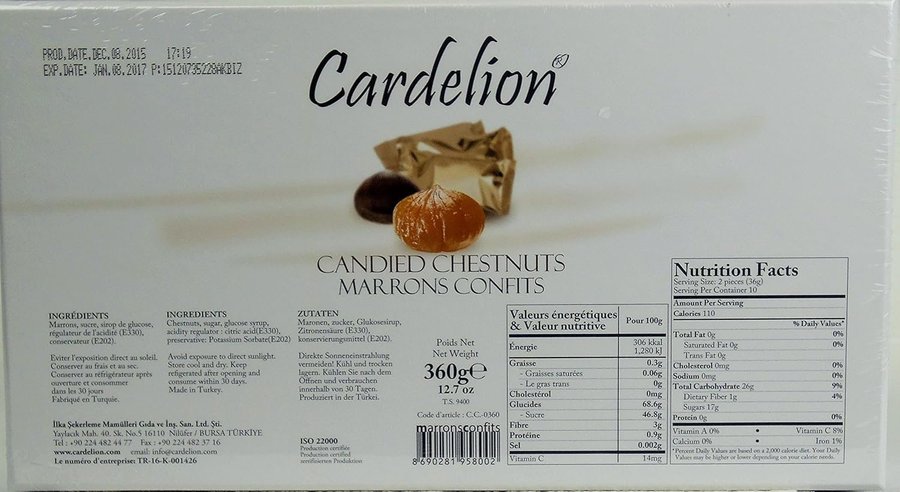 PROD.DATE.DEC.08.2015 17:19
EXP.DATE: JAN.08.2017 P:15120735228AKBIZ
Cardelion®
CANDIED CHESTNUTS
MARRONS CONFITS
INGRÉDIENTS
Marrons, sucre, sirop de glucose,
régulateur de l'acidité (E330),
conservateur (E202).
Eviter l'exposition direct au soleil.
Conserver au frais et au sec.
Conserver au réfrigérateur après
ouverture et consommer
dans les 30 jours
Fabriqué en Turquie.
INGREDIENTS
Chestnuts, sugar, glucose syrup,
acidity regulator : citric acid(E330),
preservative: Potassium Sorbate(E202)
Avoid exposure to direct sunlight.
Store cool and dry. Keep
refigerated after opening and
consume within 30 days.
Made in Turkey.
ZUTATEN
Maronen, zucker, Glukosesirup,
Zitronensäure (E330),
konservierungsmittel (E202).
Direkte Sonneneinstrahlung
vermeiden! Kühl und trocken
lagern. Kühlen Sie nach dem
Öffnen und verbrauchen
innerhalb von 30 Tagen.
Produziert in der Türkei.
Poids Net
Net Weight
360g℮
12.7 oz
T.S. 9400
Code d'article : C.C.-0360
marronsconfits
8 690281 958002
İlka Şekerleme Mamülleri Gıda ve İnş. San. Ltd. Şti.
Yaylacık Mah. 40. Sk. No.5 16110 Nilüfer / BURSA TÜRKİYE
Tel : +90 224 482 44 77 Fax : +90 224 482 37 16
www.cardelion.com email: info@cardelion.com
Le numéro d'entreprise: TR-16-K-001426
ISO 22000
Production certifiée
Production certified
zertifizierten Produktion
Valeurs énergétiques
& Valeur nutritive Pour 100g
Énergie 306 kkal
1,280 kJ
Graisse 0.3g
- Graisses saturées 0.06g
- Le gras trans 0g
Cholestérol 0mg
Glucides 68.6g
- Sucre 46.8g
Fibre 3g
Protéine 0.9g
Sel 0.002g
Vitamin C 14mg
Nutrition Facts
Serving Size: 2 pieces (36g)
Serving Per Container 10
Amount Per Serving
Calories 110
% Daily Values*
Total Fat 0g 0%
Saturated Fat 0g 0%
Trans Fat 0g
Cholesterol 0mg 0%
Sodium 0mg 0%
Total Carbohydrate 26g 9%
Dietary Fiber 1g 4%
Sugars 17g
Protein 0g 0%
Vitamin A 0% • Vitamin C 8%
Calcium 0% • Iron 1%
*Percent Daily Values are based on a 2,000 calorie diet. Your Daily
Values may be higher or lower depending on your calorie needs.